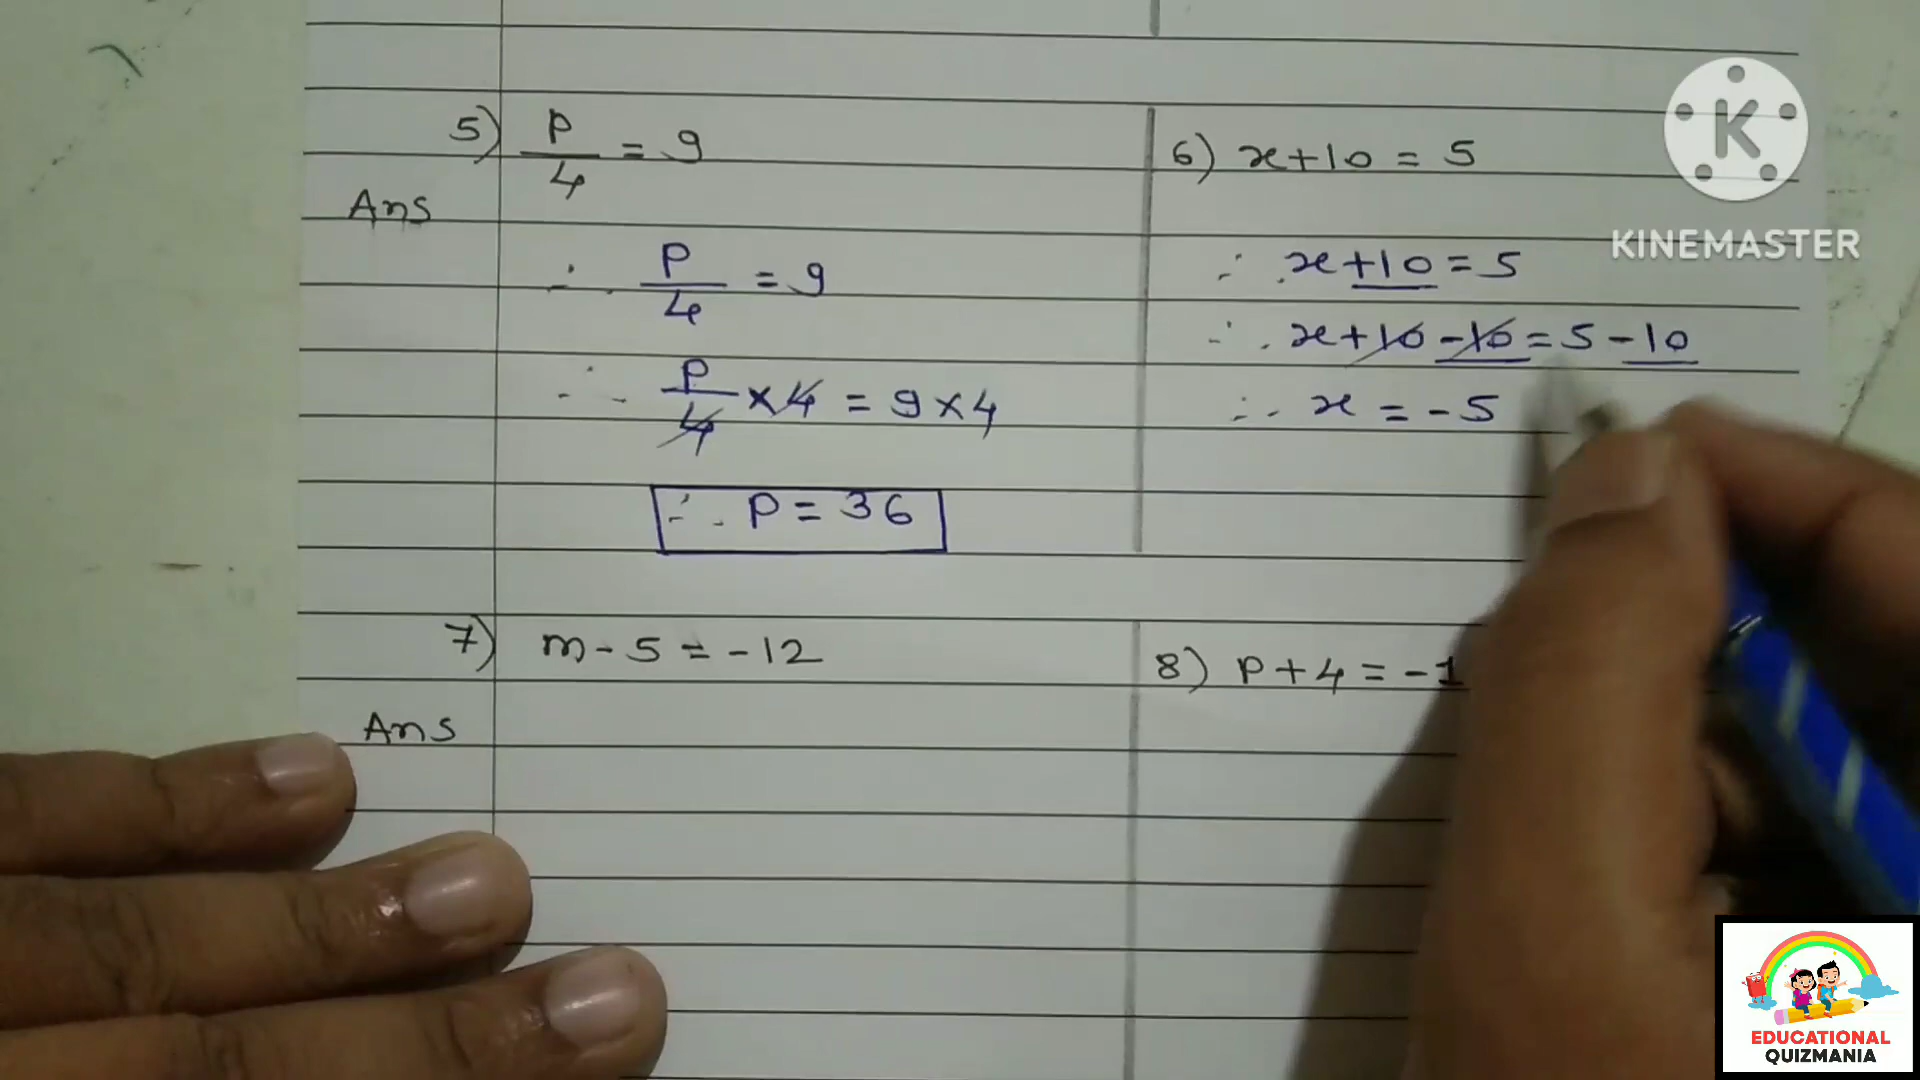 5) P/4 = 9
Ans
∴ P/4 = 9
∴ P/4 × 4 = 9 × 4
∴ P = 36
6) x + 10 = 5
∴ x + 10 = 5
∴ x + 10 - 10 = 5 - 10
∴ x = - 5
7) m - 5 = - 12
Ans
8) P + 4 = - 1
K
KINEMASTER
EDUCATIONAL
QUIZMANIA